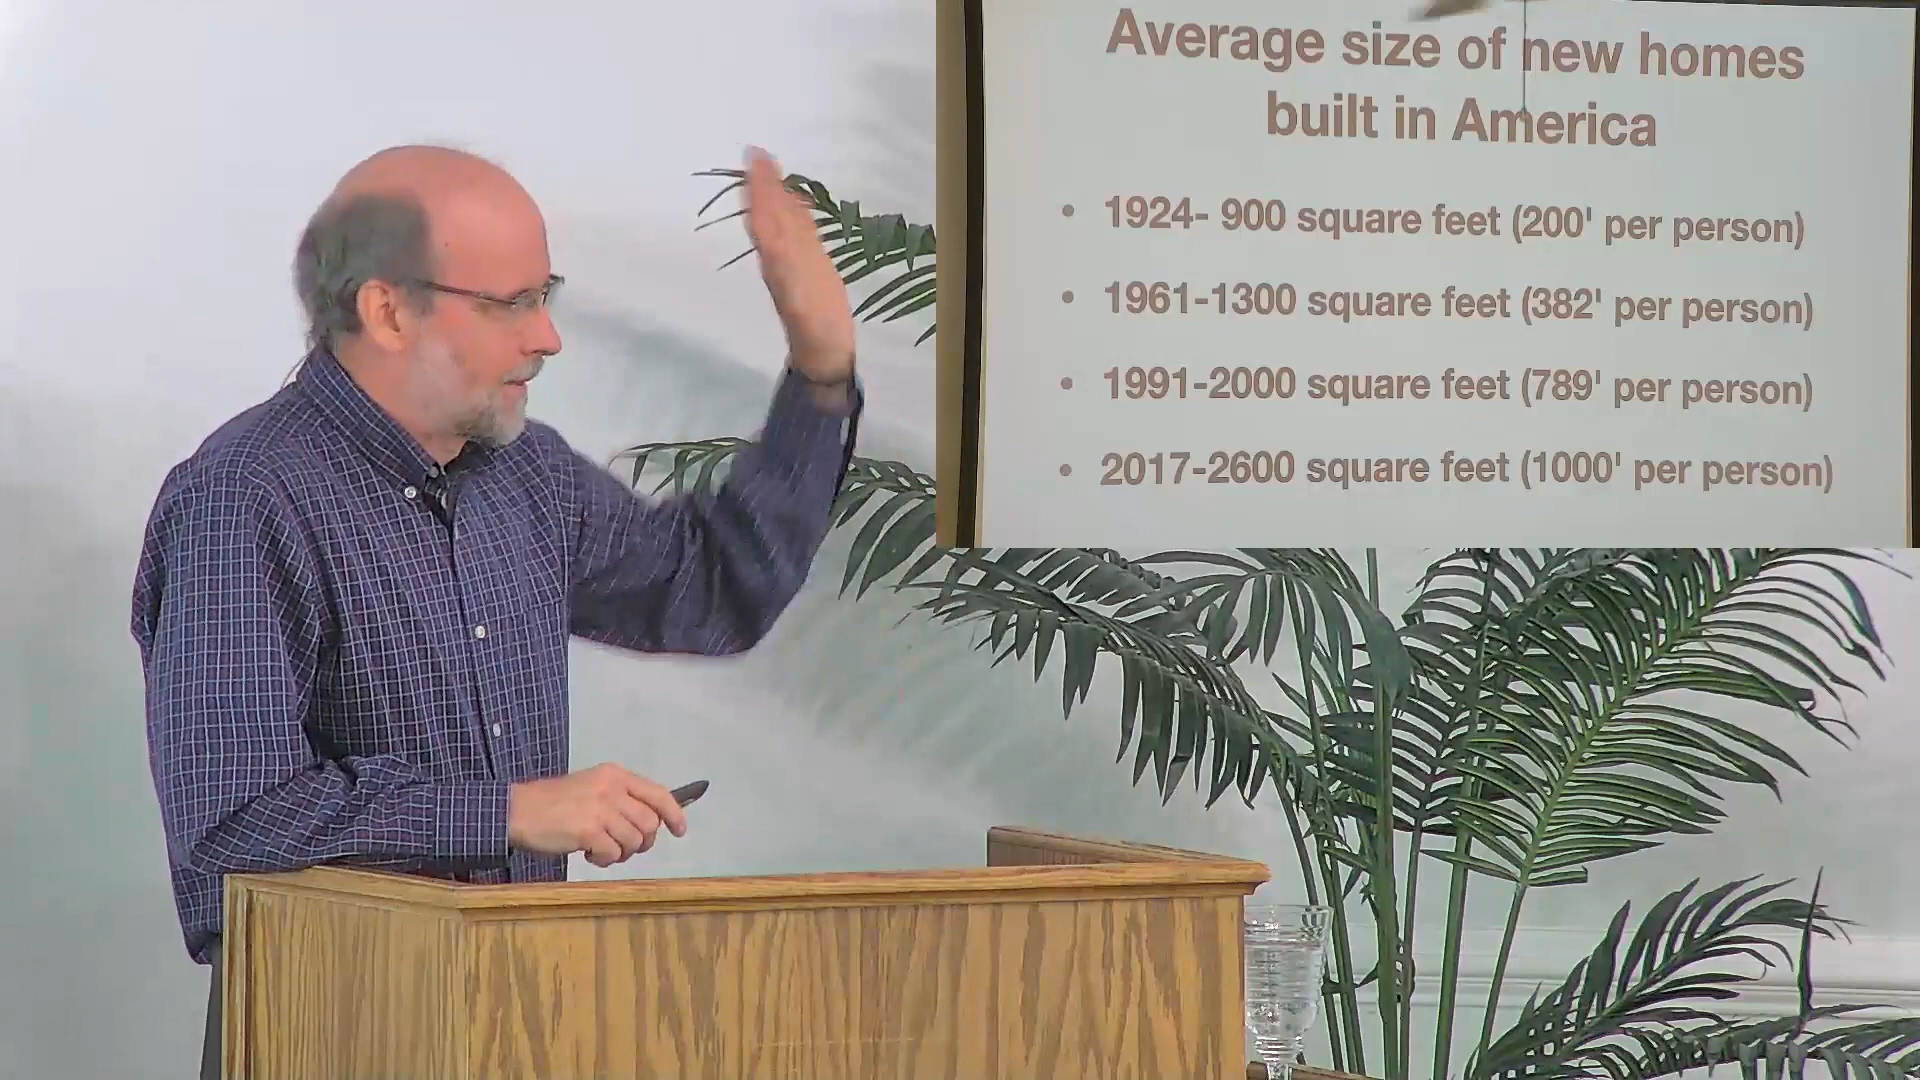 Average size of new homes
built in America
• 1924- 900 square feet (200' per person)
• 1961-1300 square feet (382' per person)
• 1991-2000 square feet (789' per person)
• 2017-2600 square feet (1000' per person)